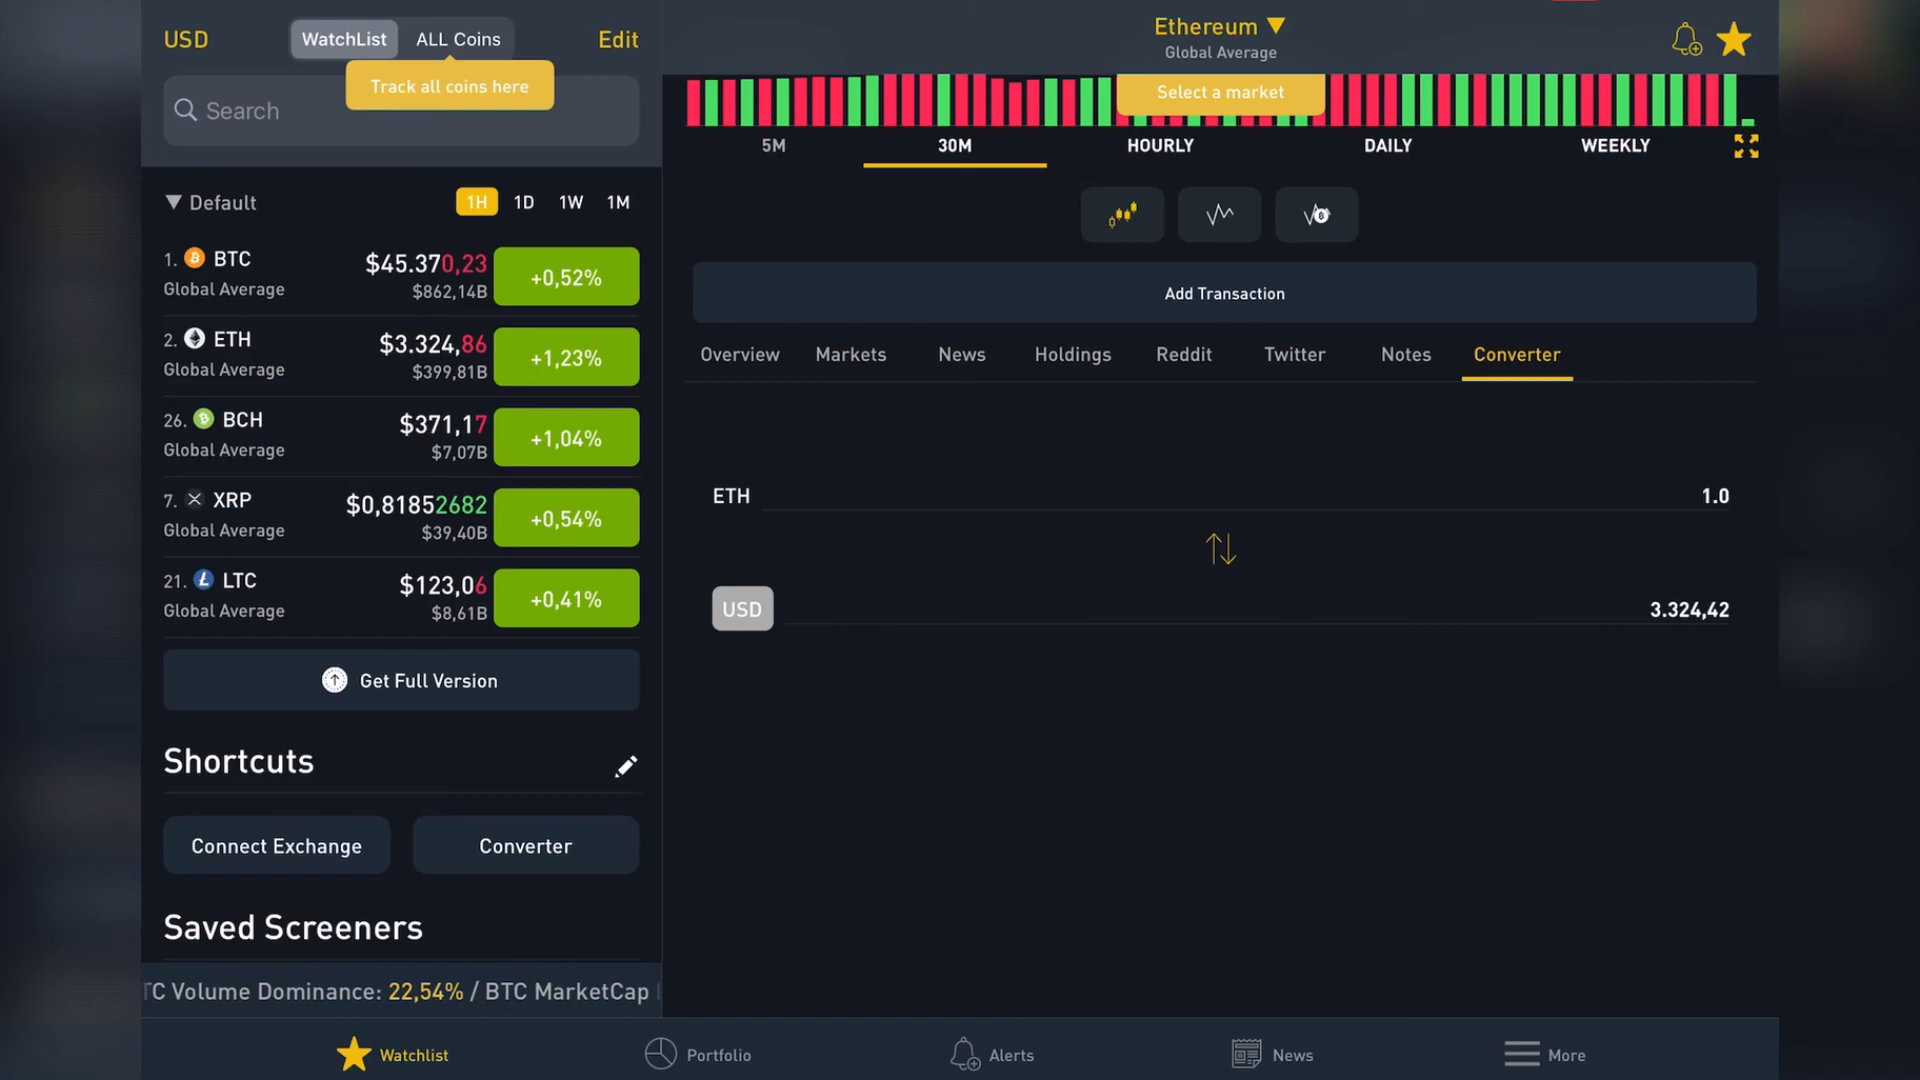 USD
WatchList
ALL Coins
Edit
Track all coins here
Search
Default
1H
1D
1W
1M
1. BTC
$45.370,23
+0,52%
Global Average
$862,14B
2. ETH
$3.324,86
+1,23%
Global Average
$399,81B
26. BCH
$371,17
+1,04%
Global Average
$7,07B
7. XRP
$0,81852682
+0,54%
Global Average
$39,40B
21. LTC
$123,06
+0,41%
Global Average
$8,61B
Get Full Version
Shortcuts
Connect Exchange
Converter
Saved Screeners
TC Volume Dominance: 22,54% / BTC MarketCap
Ethereum
Global Average
Select a market
5M
30M
HOURLY
DAILY
WEEKLY
Add Transaction
Overview
Markets
News
Holdings
Reddit
Twitter
Notes
Converter
ETH
1.0
USD
3.324,42
Watchlist
Portfolio
Alerts
News
More